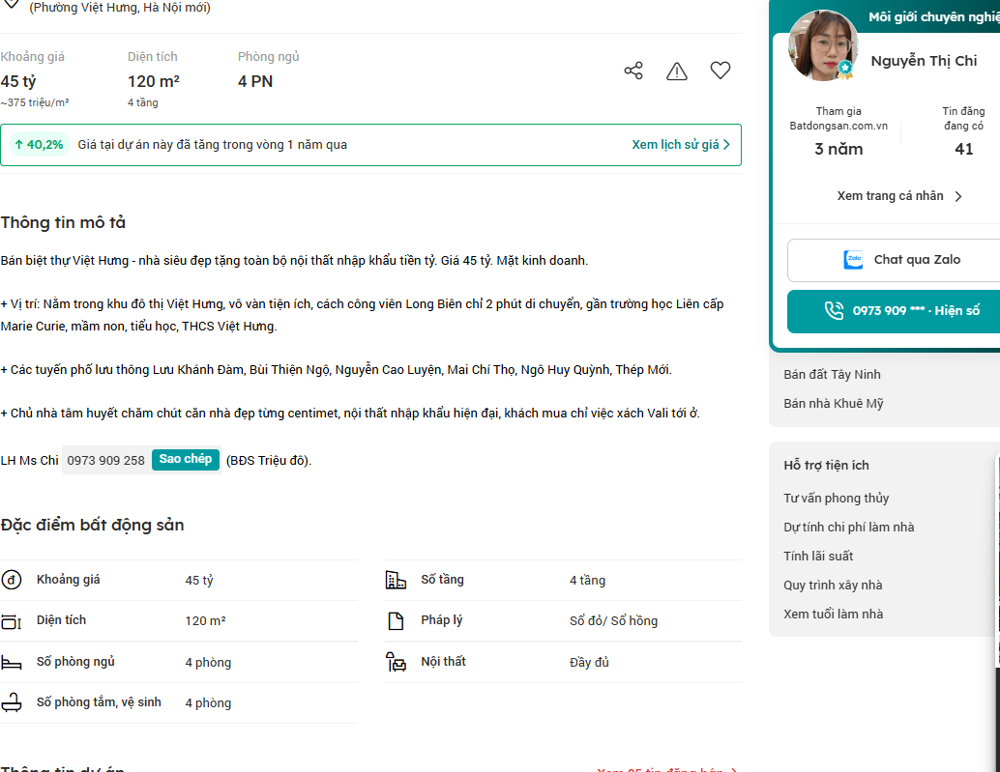 (Phường Việt Hưng, Hà Nội mới)
Khoảng giá
Diện tích
Phòng ngủ
45 tỷ
120 m²
4 PN
~375 triệu/m²
4 tầng
40,2%
Giá tại dự án này đã tăng trong vòng 1 năm qua
Xem lịch sử giá
Thông tin mô tả
Bán biệt thự Việt Hưng - nhà siêu đẹp tặng toàn bộ nội thất nhập khẩu tiền tỷ. Giá 45 tỷ. Mặt kinh doanh.
+ Vị trí: Nằm trong khu đô thị Việt Hưng, vô vàn tiện ích, cách công viên Long Biên chỉ 2 phút di chuyển, gần trường học Liên cấp
Marie Curie, mầm non, tiểu học, THCS Việt Hưng.
+ Các tuyến phố lưu thông Lưu Khánh Đàm, Bùi Thiện Ngộ, Nguyễn Cao Luyện, Mai Chí Thọ, Ngô Huy Quỳnh, Thép Mới.
+ Chủ nhà tâm huyết chăm chút căn nhà đẹp từng centimet, nội thất nhập khẩu hiện đại, khách mua chỉ việc xách Vali tới ở.
LH Ms Chi 0973 909 258 Sao chép (BĐS Triệu đô).
Đặc điểm bất động sản
Khoảng giá
45 tỷ
Số tầng
4 tầng
Diện tích
120 m²
Pháp lý
Sổ đỏ/ Sổ hồng
Số phòng ngủ
4 phòng
Nội thất
Đầy đủ
Số phòng tắm, vệ sinh
4 phòng
Môi giới chuyên nghiệ
Nguyễn Thị Chi
Tham gia
Batdongsan.com.vn
3 năm
Tin đăng
đang có
41
Xem trang cá nhân
Zalo
Chat qua Zalo
0973 909 *** · Hiện số
Bán đất Tây Ninh
Bán nhà Khuê Mỹ
Hỗ trợ tiện ích
Tư vấn phong thủy
Dự tính chi phí làm nhà
Tính lãi suất
Quy trình xây nhà
Xem tuổi làm nhà